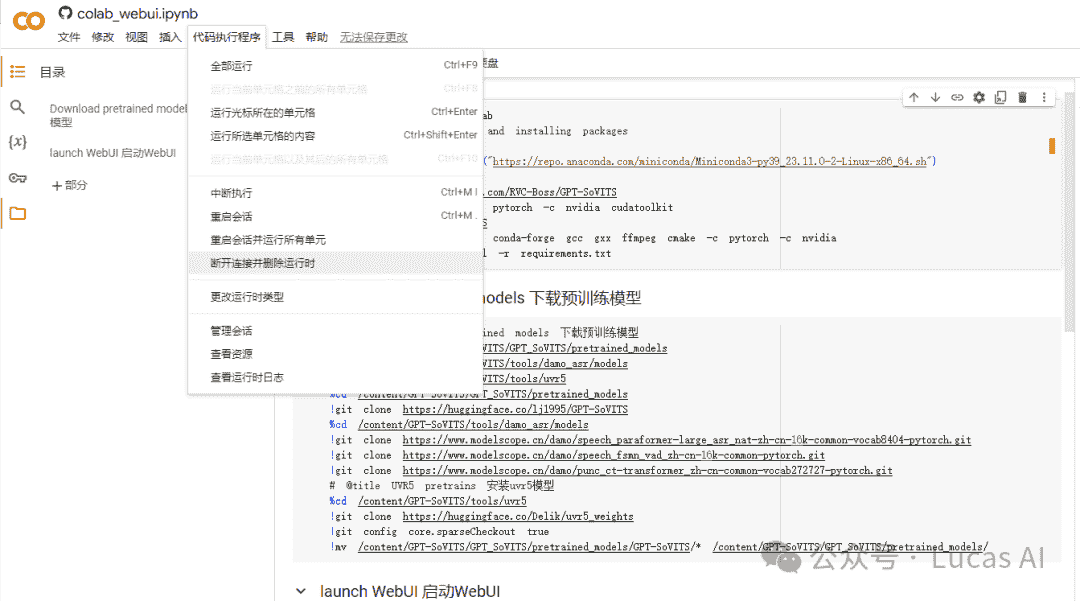 colab_webui.ipynb
文件 修改 视图 插入 代码执行程序 工具 帮助 无法保存更改
目录
Download pretrained model
模型
launch WebUI 启动WebUI
+ 部分
全部运行 Ctrl+F9
运行当前单元格之前的所有单元格 Ctrl+F8
运行光标所在的单元格 Ctrl+Enter
运行所选单元格的内容 Ctrl+Shift+Enter
运行当前单元格以及其后的所有单元格 Ctrl+F10
中断执行 Ctrl+M I
重启会话 Ctrl+M .
重启会话并运行所有单元
断开连接并删除运行时
更改运行时类型
管理会话
查看资源
查看运行时日志
盘
ab
and installing packages
("https://repo.anaconda.com/miniconda/Miniconda3-py39_23.11.0-2-Linux-x86_64.sh")
.com/RVC-Boss/GPT-SoVITS
pytorch -c nvidia cudatoolkit
S
conda-forge gcc gxx ffmpeg cmake -c pytorch -c nvidia
l -r requirements.txt
models 下载预训练模型
ined models 下载预训练模型
VITS/GPT_SoVITS/pretrained_models
VITS/tools/damo_asr/models
VITS/tools/uvr5
%cd /content/GPT-SoVITS/GPT_SoVITS/pretrained_models
!git clone https://huggingface.co/lj1995/GPT-SoVITS
%cd /content/GPT-SoVITS/tools/damo_asr/models
!git clone https://www.modelscope.cn/damo/speech_paraformer-large_asr_nat-zh-cn-16k-common-vocab8404-pytorch.git
!git clone https://www.modelscope.cn/damo/speech_fsmn_vad_zh-cn-16k-common-pytorch.git
!git clone https://www.modelscope.cn/damo/punc_ct-transformer_zh-cn-common-vocab272727-pytorch.git
# @title UVR5 pretrains 安装uvr5模型
%cd /content/GPT-SoVITS/tools/uvr5
!git clone https://huggingface.co/Delik/uvr5_weights
!git config core.sparseCheckout true
!mv /content/GPT-SoVITS/GPT_SoVITS/pretrained_models/GPT-SoVITS/* /content/GPT-SoVITS/GPT_SoVITS/pretrained_models/
公众号 · Lucas AI
launch WebUI 启动WebUI